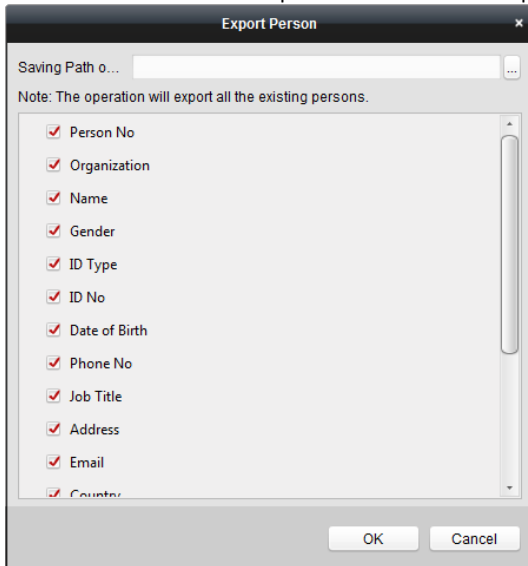 Export Person ×
Saving Path o... ...
Note: The operation will export all the existing persons.
Person No
Organization
Name
Gender
ID Type
ID No
Date of Birth
Phone No
Job Title
Address
Email
Country
OK Cancel